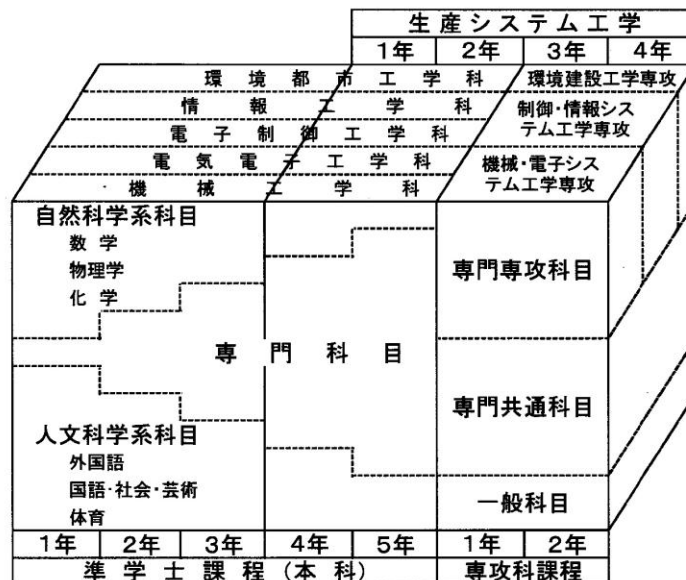 生産システム工学
1年 2年 3年 4年
環境都市工学科 環境建設工学専攻
情報工学科 制御・情報シス
テム工学専攻
電子制御工学科
電気電子工学科 機械・電子シス
テム工学専攻
機械工学科
自然科学系科目
数学
物理学
化学
専門専攻科目
専門科目
専門共通科目
人文科学系科目
外国語
国語・社会・芸術
体育
一般科目
1年 2年 3年 4年 5年 1年 2年
準学士課程(本科) 専攻科課程